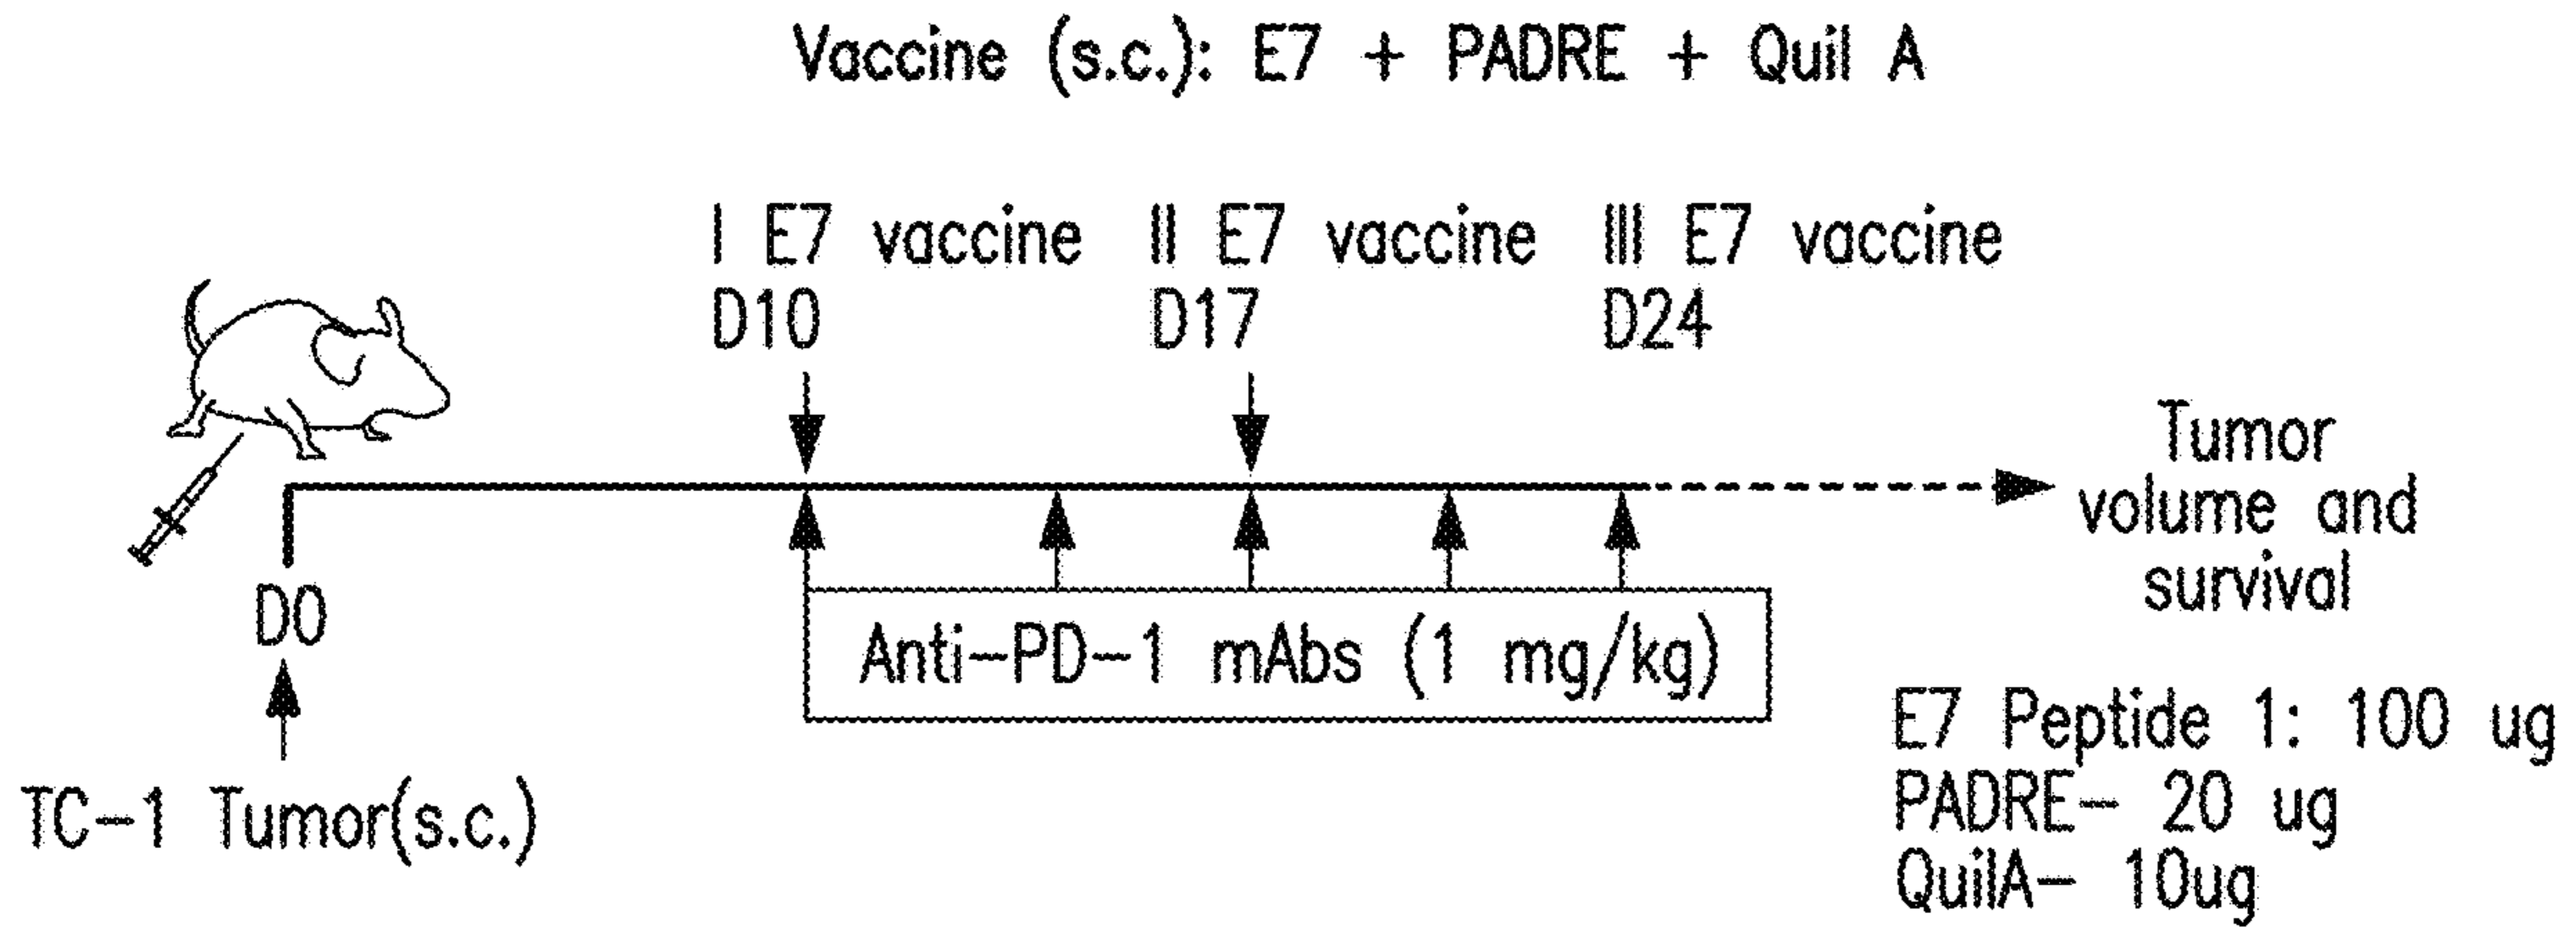 Vaccine (s.c.): E7 + PADRE + Quil A
I E7 vaccine
D10
II E7 vaccine
D17
III E7 vaccine
D24
Tumor
volume and
survival
D0
Anti-PD-1 mAbs (1 mg/kg)
TC-1 Tumor(s.c.)
E7 Peptide 1: 100 ug
PADRE- 20 ug
QuilA- 10ug